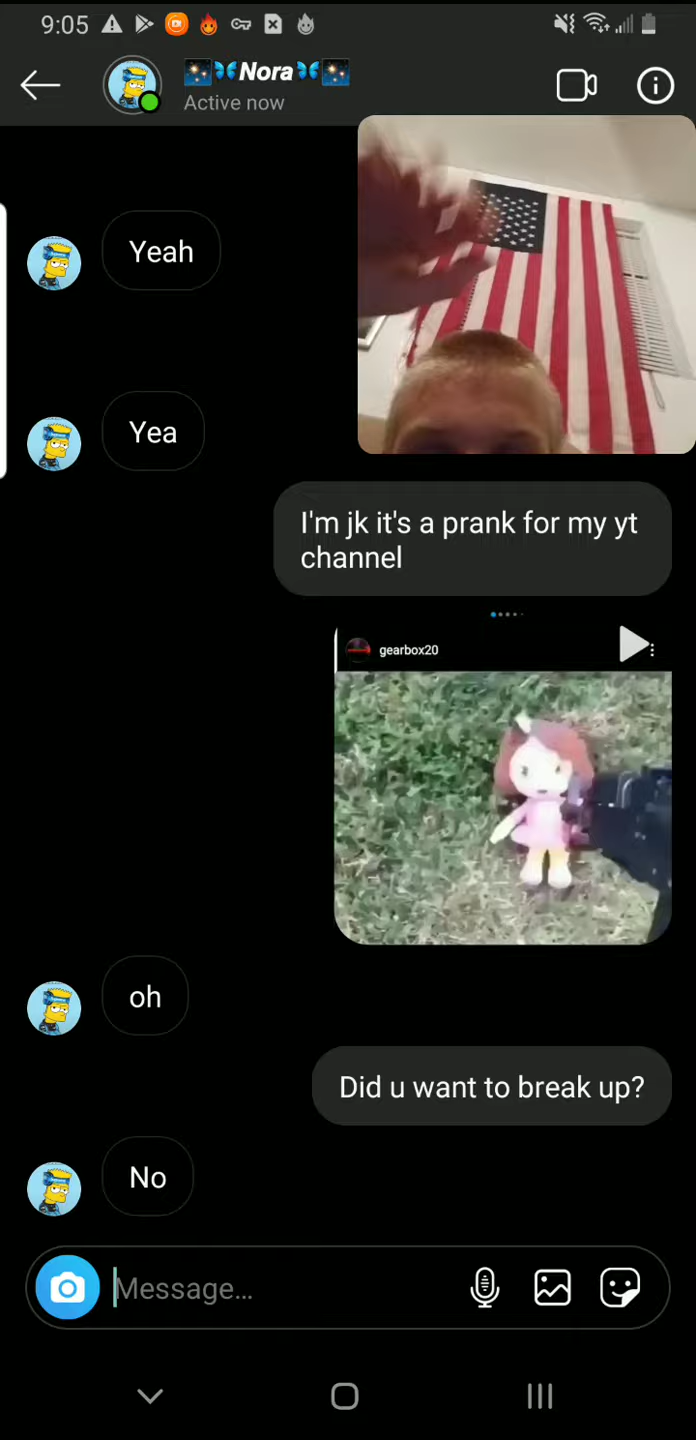 9:05
Nora
Active now
Yeah
Yea
I'm jk it's a prank for my yt
channel
gearbox20
oh
Did u want to break up?
No
Message...